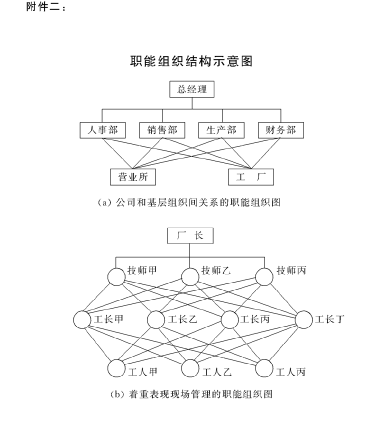 附件二：
职能组织结构示意图
总经理
人事部 销售部 生产部 财务部
营业所 工 厂
（a）公司和基层组织间关系的职能组织图
厂 长
技师甲 技师乙 技师丙
工长甲 工长乙 工长丙 工长丁
工人甲 工人乙 工人丙
（b）着重表现现场管理的职能组织图